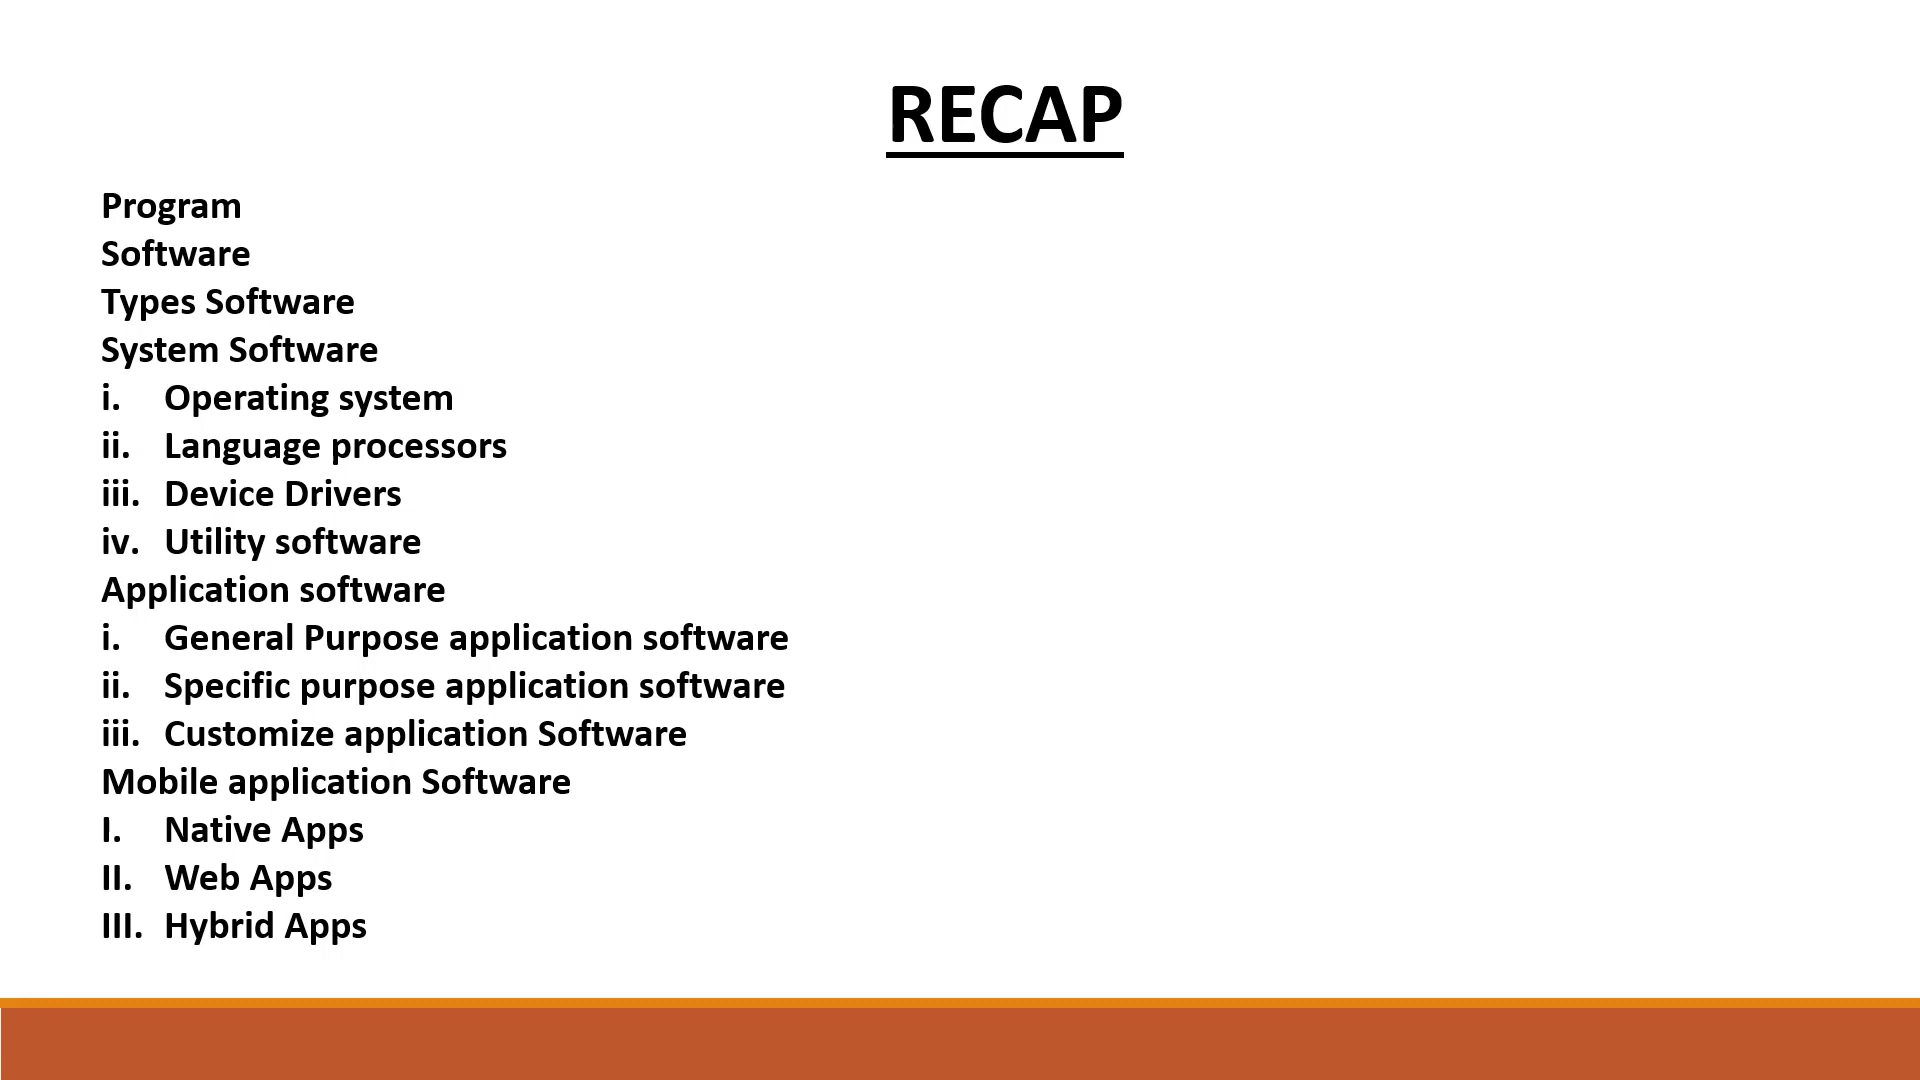 RECAP
Program
Software
Types Software
System Software
i. Operating system
ii. Language processors
iii. Device Drivers
iv. Utility software
Application software
i. General Purpose application software
ii. Specific purpose application software
iii. Customize application Software
Mobile application Software
I. Native Apps
II. Web Apps
III. Hybrid Apps